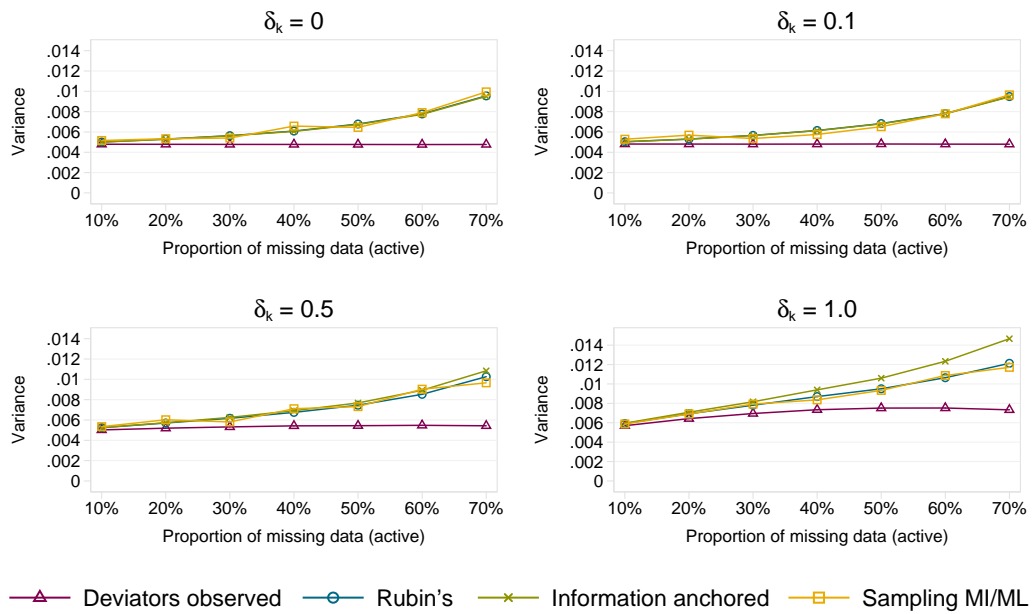 δk = 0
.014
.012
.01
.008
.006
.004
.002
0
Variance
10% 20% 30% 40% 50% 60% 70%
Proportion of missing data (active)
δk = 0.1
.014
.012
.01
.008
.006
.004
.002
0
Variance
10% 20% 30% 40% 50% 60% 70%
Proportion of missing data (active)
δk = 0.5
.014
.012
.01
.008
.006
.004
.002
0
Variance
10% 20% 30% 40% 50% 60% 70%
Proportion of missing data (active)
δk = 1.0
.014
.012
.01
.008
.006
.004
.002
0
Variance
10% 20% 30% 40% 50% 60% 70%
Proportion of missing data (active)
Deviators observed Rubin's Information anchored Sampling MI/ML